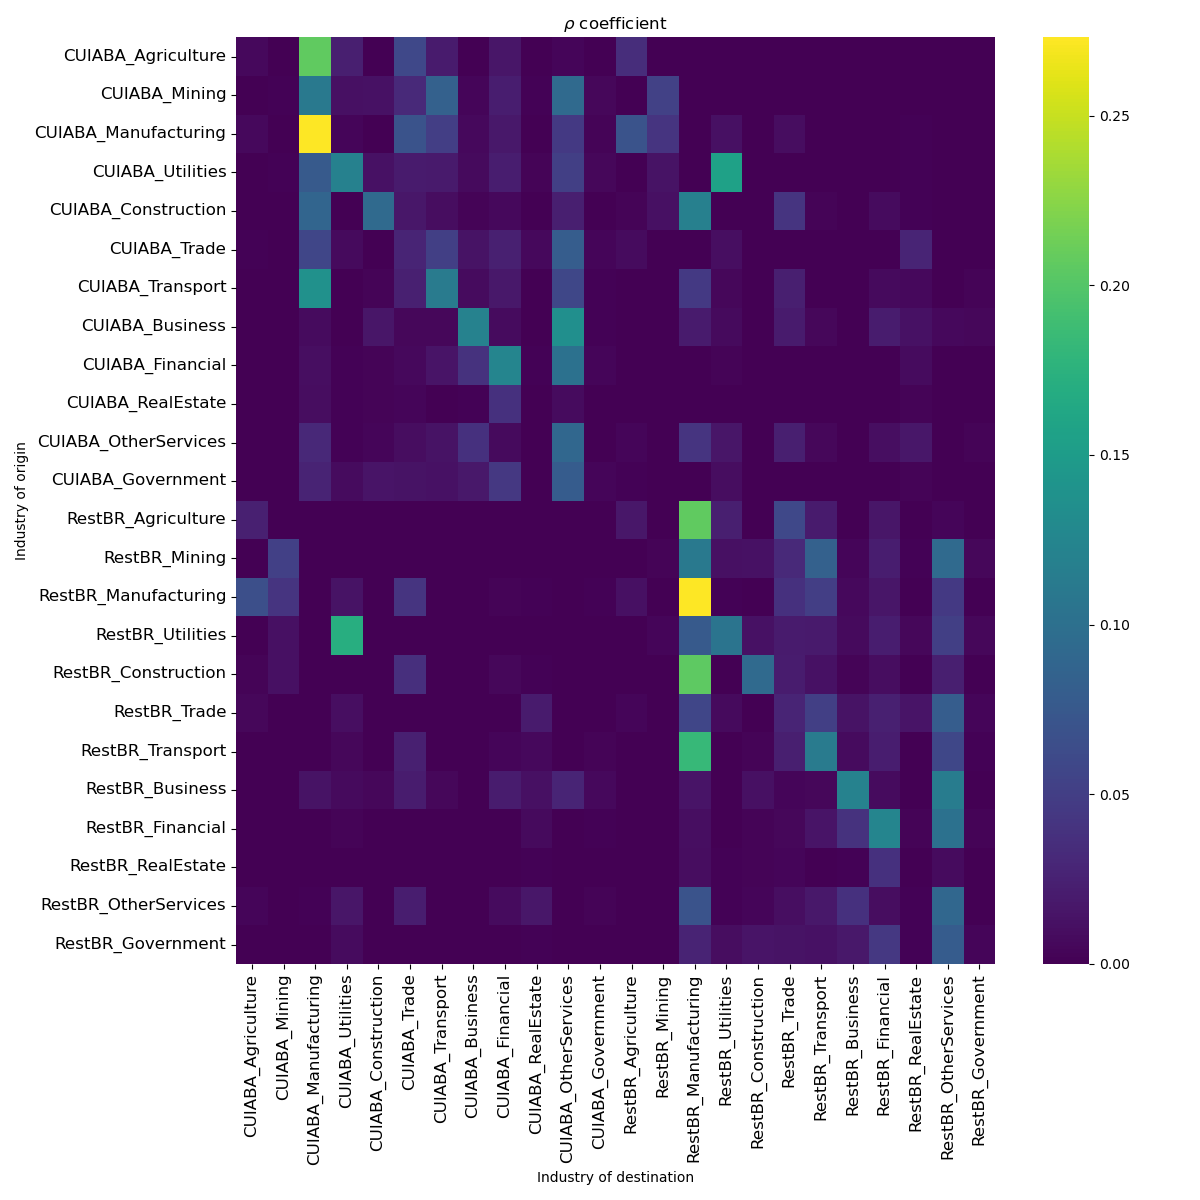 ρ coefficient
CUIABA_Agriculture
CUIABA_Mining
CUIABA_Manufacturing
CUIABA_Utilities
CUIABA_Construction
CUIABA_Trade
CUIABA_Transport
CUIABA_Business
CUIABA_Financial
CUIABA_RealEstate
CUIABA_OtherServices
CUIABA_Government
RestBR_Agriculture
RestBR_Mining
RestBR_Manufacturing
RestBR_Utilities
RestBR_Construction
RestBR_Trade
RestBR_Transport
RestBR_Business
RestBR_Financial
RestBR_RealEstate
RestBR_OtherServices
RestBR_Government
Industry of origin
CUIABA_Agriculture
CUIABA_Mining
CUIABA_Manufacturing
CUIABA_Utilities
CUIABA_Construction
CUIABA_Trade
CUIABA_Transport
CUIABA_Business
CUIABA_Financial
CUIABA_RealEstate
CUIABA_OtherServices
CUIABA_Government
RestBR_Agriculture
RestBR_Mining
RestBR_Manufacturing
RestBR_Utilities
RestBR_Construction
RestBR_Trade
RestBR_Transport
RestBR_Business
RestBR_Financial
RestBR_RealEstate
RestBR_OtherServices
RestBR_Government
Industry of destination
0.25
0.20
0.15
0.10
0.05
0.00